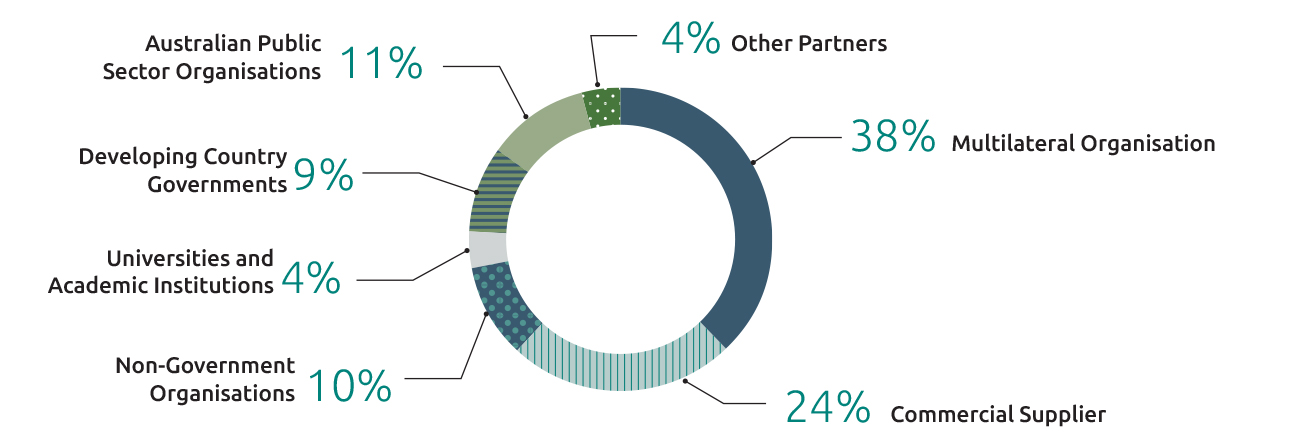 4% Other Partners
38% Multilateral Organisation
24% Commercial Supplier
Non-Government
Organisations 10%
Universities and
Academic Institutions 4%
Developing Country
Governments 9%
Australian Public
Sector Organisations 11%